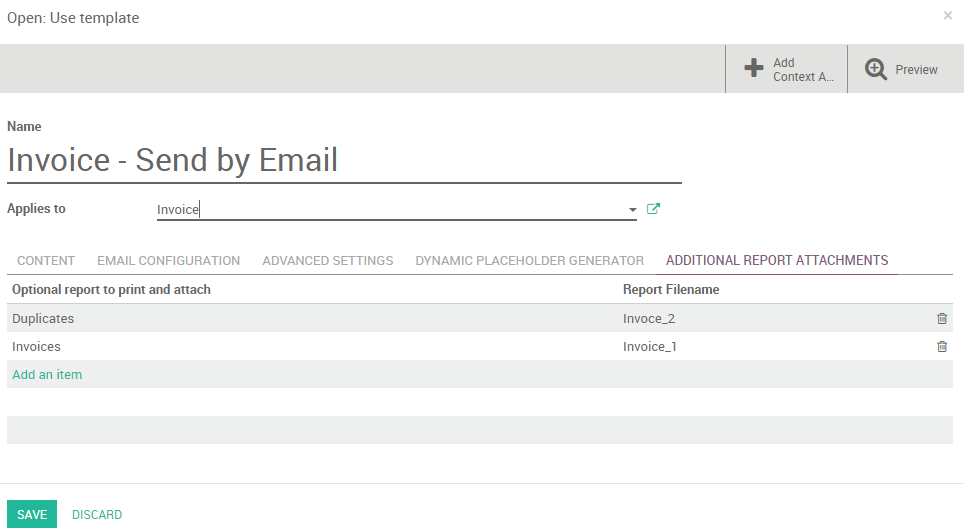 Open: Use template
×
Add
Context A...
Preview
Name
Invoice - Send by Email
Applies to
Invoice
CONTENT EMAIL CONFIGURATION ADVANCED SETTINGS DYNAMIC PLACEHOLDER GENERATOR ADDITIONAL REPORT ATTACHMENTS
Optional report to print and attach Report Filename
Duplicates Invoce_2
Invoices Invoice_1
Add an item
SAVE DISCARD